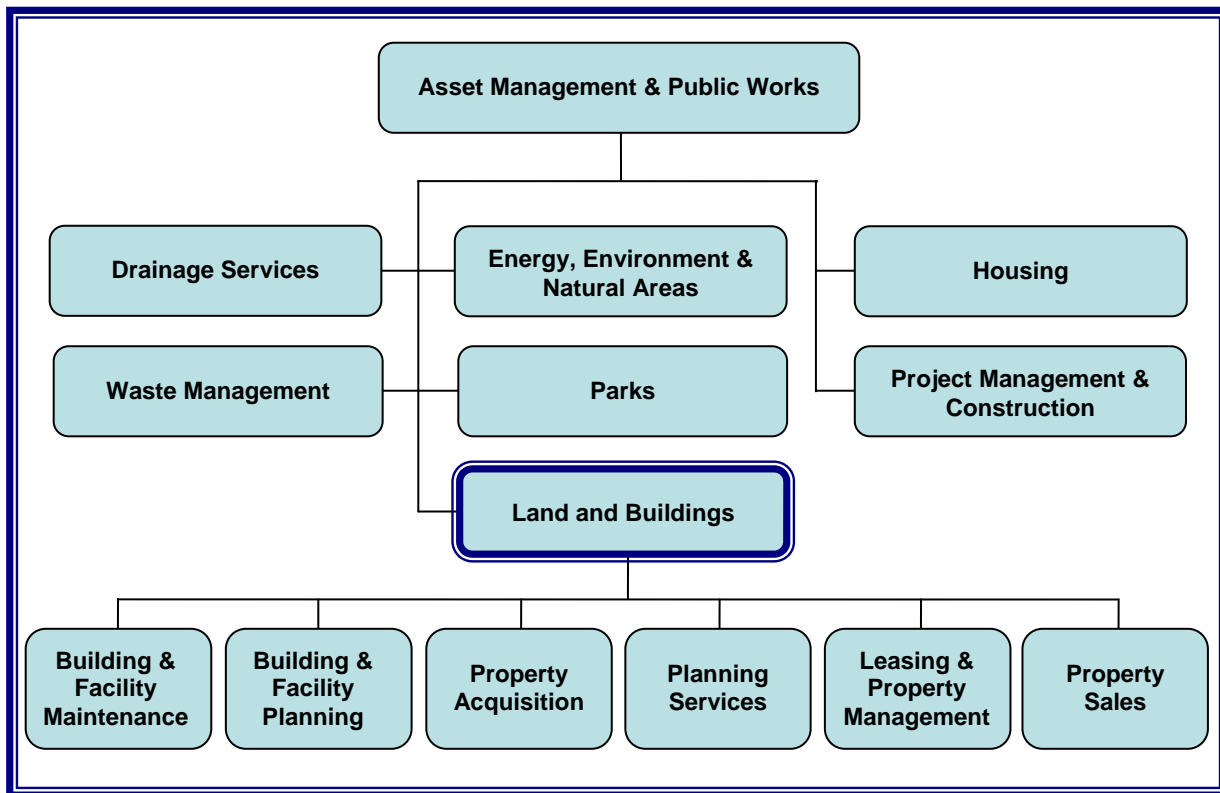 Asset Management & Public Works
Drainage Services
Energy, Environment &
Natural Areas
Housing
Waste Management
Parks
Project Management &
Construction
Land and Buildings
Building &
Facility
Maintenance
Building &
Facility
Planning
Property
Acquisition
Planning
Services
Leasing &
Property
Management
Property
Sales